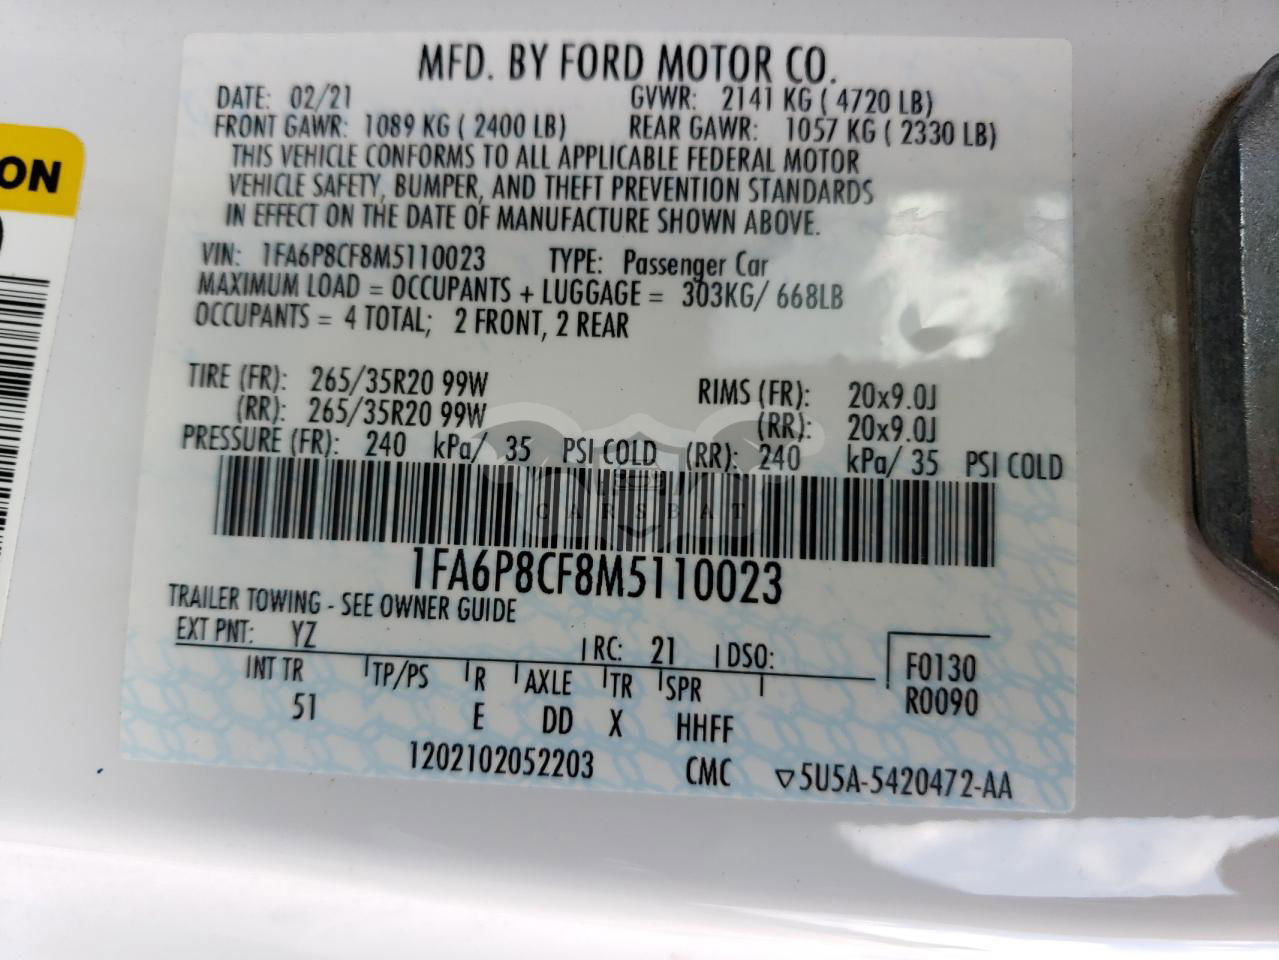 MFD. BY FORD MOTOR CO.
DATE: 02/21 GVWR: 2141 KG ( 4720 LB)
FRONT GAWR: 1089 KG ( 2400 LB) REAR GAWR: 1057 KG ( 2330 LB)
THIS VEHICLE CONFORMS TO ALL APPLICABLE FEDERAL MOTOR
VEHICLE SAFETY, BUMPER, AND THEFT PREVENTION STANDARDS
IN EFFECT ON THE DATE OF MANUFACTURE SHOWN ABOVE.
VIN: 1FA6P8CF8M5110023 TYPE: Passenger Car
MAXIMUM LOAD = OCCUPANTS + LUGGAGE = 303KG/ 668LB
OCCUPANTS = 4 TOTAL; 2 FRONT, 2 REAR
TIRE (FR): 265/35R20 99W RIMS (FR): 20x9.0J
(RR): 265/35R20 99W (RR): 20x9.0J
PRESSURE (FR): 240 kPa/ 35 PSI COLD (RR): 240 kPa/ 35 PSI COLD
CARSBAT
1FA6P8CF8M5110023
TRAILER TOWING - SEE OWNER GUIDE
EXT PNT: YZ RC: 21 DSO:
INT TR TP/PS R AXLE TR SPR F0130
51 E DD X HHFF R0090
1202102052203 CMC ▽5U5A-5420472-AA
ON